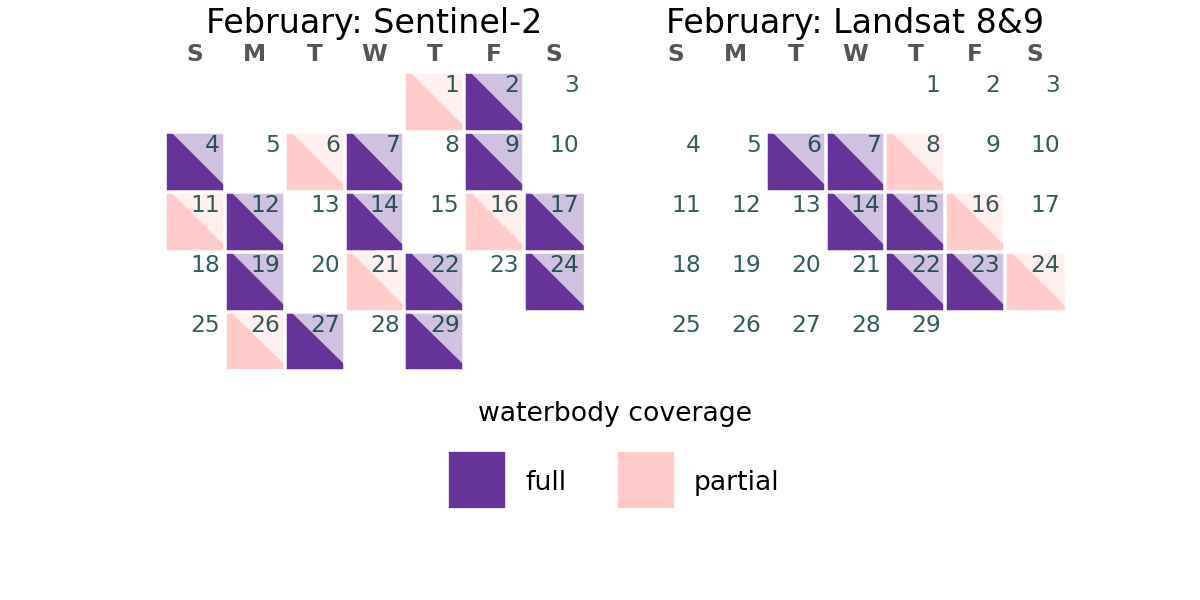 February: Sentinel-2
S M T W T F S
1 2 3
4 5 6 7 8 9 10
11 12 13 14 15 16 17
18 19 20 21 22 23 24
25 26 27 28 29
February: Landsat 8&9
S M T W T F S
1 2 3
4 5 6 7 8 9 10
11 12 13 14 15 16 17
18 19 20 21 22 23 24
25 26 27 28 29
waterbody coverage
full
partial